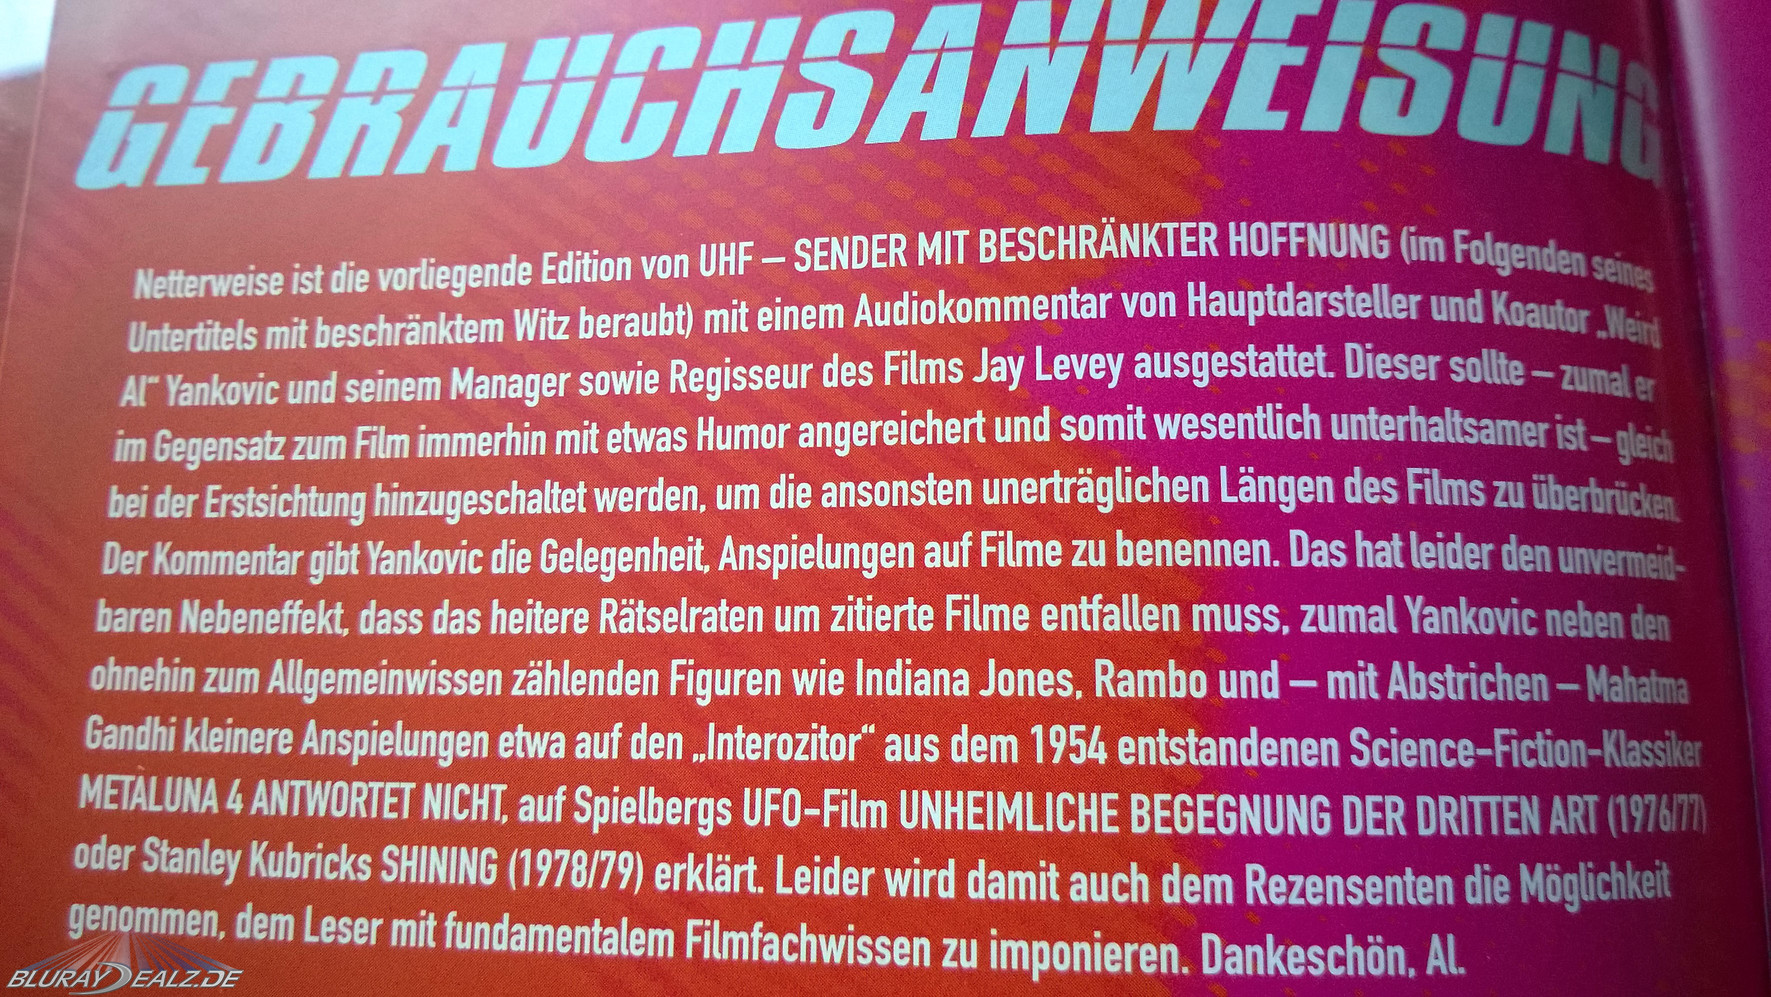 GEBRAUCHSANWEISUNG
Netterweise ist die vorliegende Edition von UHF – SENDER MIT BESCHRÄNKTER HOFFNUNG (im Folgenden seines
Untertitels mit beschränktem Witz beraubt) mit einem Audiokommentar von Hauptdarsteller und Koautor „Weird
Al“ Yankovic und seinem Manager sowie Regisseur des Films Jay Levey ausgestattet. Dieser sollte – zumal er
im Gegensatz zum Film immerhin mit etwas Humor angereichert und somit wesentlich unterhaltsamer ist – gleich
bei der Erstsichtung hinzugeschaltet werden, um die ansonsten unerträglichen Längen des Films zu überbrücken.
Der Kommentar gibt Yankovic die Gelegenheit, Anspielungen auf Filme zu benennen. Das hat leider den unvermeid-
baren Nebeneffekt, dass das heitere Rätselraten um zitierte Filme entfallen muss, zumal Yankovic neben den
ohnehin zum Allgemeinwissen zählenden Figuren wie Indiana Jones, Rambo und – mit Abstrichen – Mahatma
Gandhi kleinere Anspielungen etwa auf den „Interozitor“ aus dem 1954 entstandenen Science-Fiction-Klassiker
METALUNA 4 ANTWORTET NICHT, auf Spielbergs UFO-Film UNHEIMLICHE BEGEGNUNG DER DRITTEN ART (1976/77)
oder Stanley Kubricks SHINING (1978/79) erklärt. Leider wird damit auch dem Rezensenten die Möglichkeit
genommen, dem Leser mit fundamentalem Filmfachwissen zu imponieren. Dankeschön, Al.
BLURAYDEALZ.DE